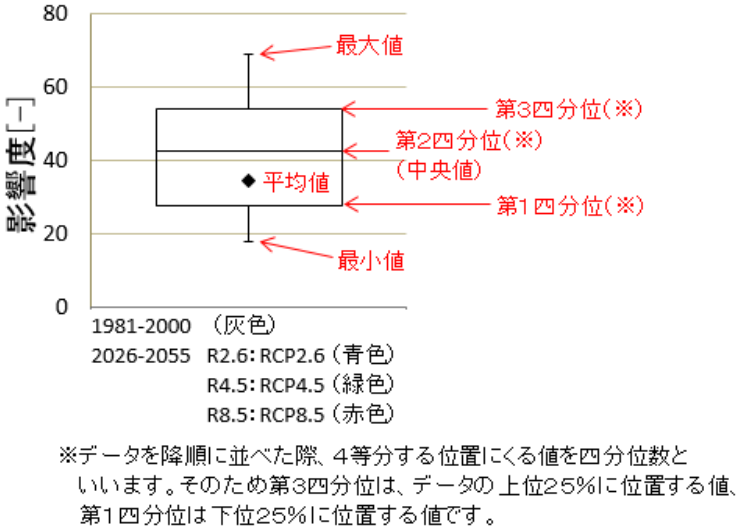 80
最大値
60
第3四分位(※)
第2四分位(※)
(中央値)
40
平均値
第1四分位(※)
20
最小値
0
影響度[-]
1981-2000 (灰色)
2026-2055 R2.6:RCP2.6(青色)
R4.5:RCP4.5(緑色)
R8.5:RCP8.5(赤色)
※データを降順に並べた際、4等分する位置にくる値を四分位数と
いいます。そのため第3四分位は、データの上位25%に位置する値、
第1四分位は下位25%に位置する値です。